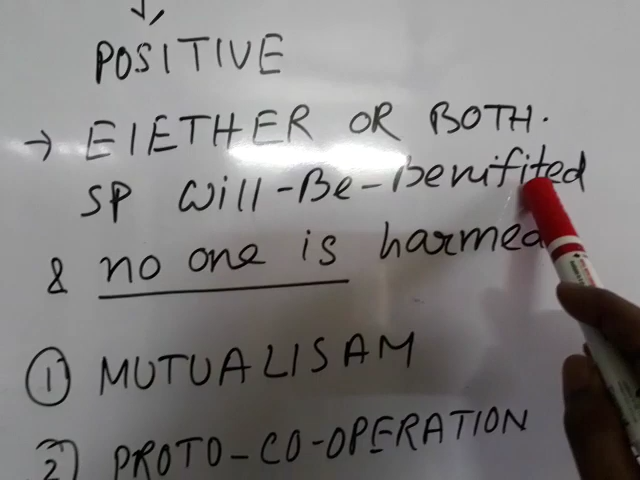 POSITIVE
→ EIETHER OR BOTH.
SP will-Be-benifited
& no one is harmed
① MUTUALISAM
② PROTO-CO-OPERATION